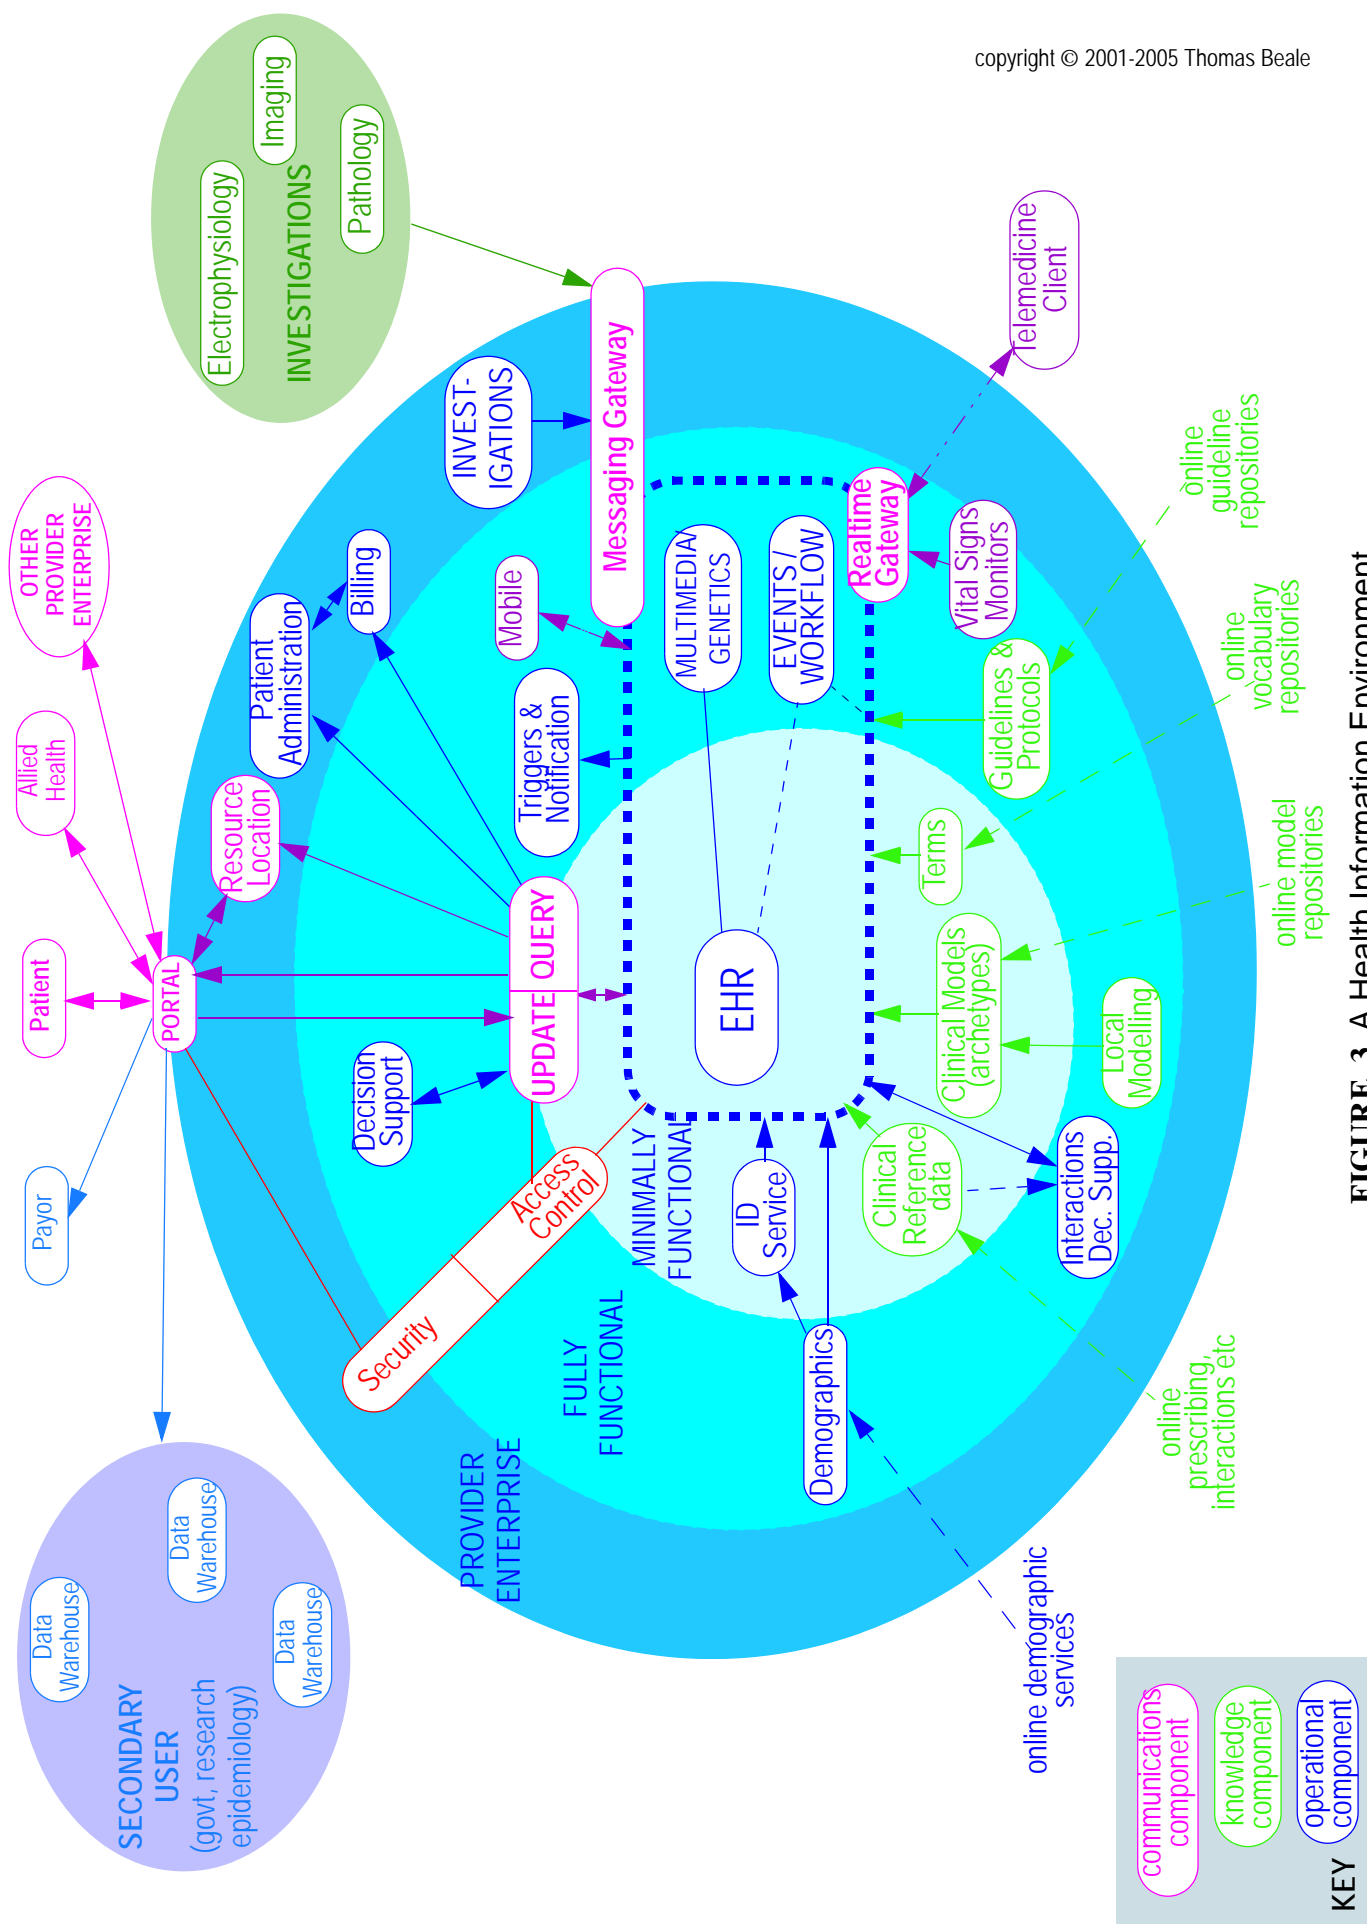 copyright © 2001-2005 Thomas Beale
Imaging
Electrophysiology
Pathology
INVESTIGATIONS
OTHER
PROVIDER
ENTERPRISE
Allied
Health
Patient
PORTAL
Payor
SECONDARY
USER
(govt, research
epidemiology)
Data
Warehouse
Data
Warehouse
Data
Warehouse
Resource
Location
Patient
Administration
Billing
INVEST-
IGATIONS
Messaging Gateway
Mobile
Triggers &
Notification
UPDATE
QUERY
Decision
Support
Security
Access
Control
PROVIDER
ENTERPRISE
FULLY
FUNCTIONAL
MINIMALLY
FUNCTIONAL
MULTIMEDIA/
GENETICS
EVENTS/
WORKFLOW
EHR
ID
Service
Demographics
online demographic
services
Realtime
Gateway
Vital Signs
Monitors
Telemedicine
Client
Guidelines &
Protocols
Terms
Clinical Models
(archetypes)
Local
Modelling
Clinical
Reference
data
Interactions
Dec. Supp.
online
guideline
repositories
online
vocabulary
repositories
online model
repositories
online
prescribing,
interactions etc
KEY
communications
component
knowledge
component
operational
component
FIGURE 3 A Health Information Environment